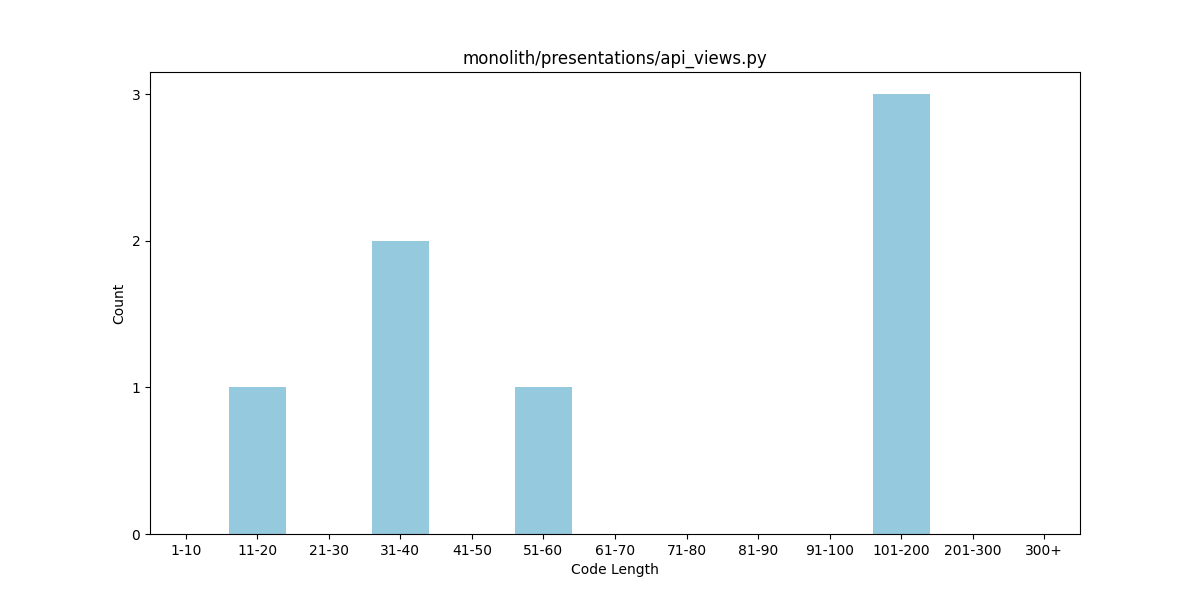 monolith/presentations/api_views.py
3
2
1
0
Count
1-10 11-20 21-30 31-40 41-50 51-60 61-70 71-80 81-90 91-100 101-200 201-300 300+
Code Length